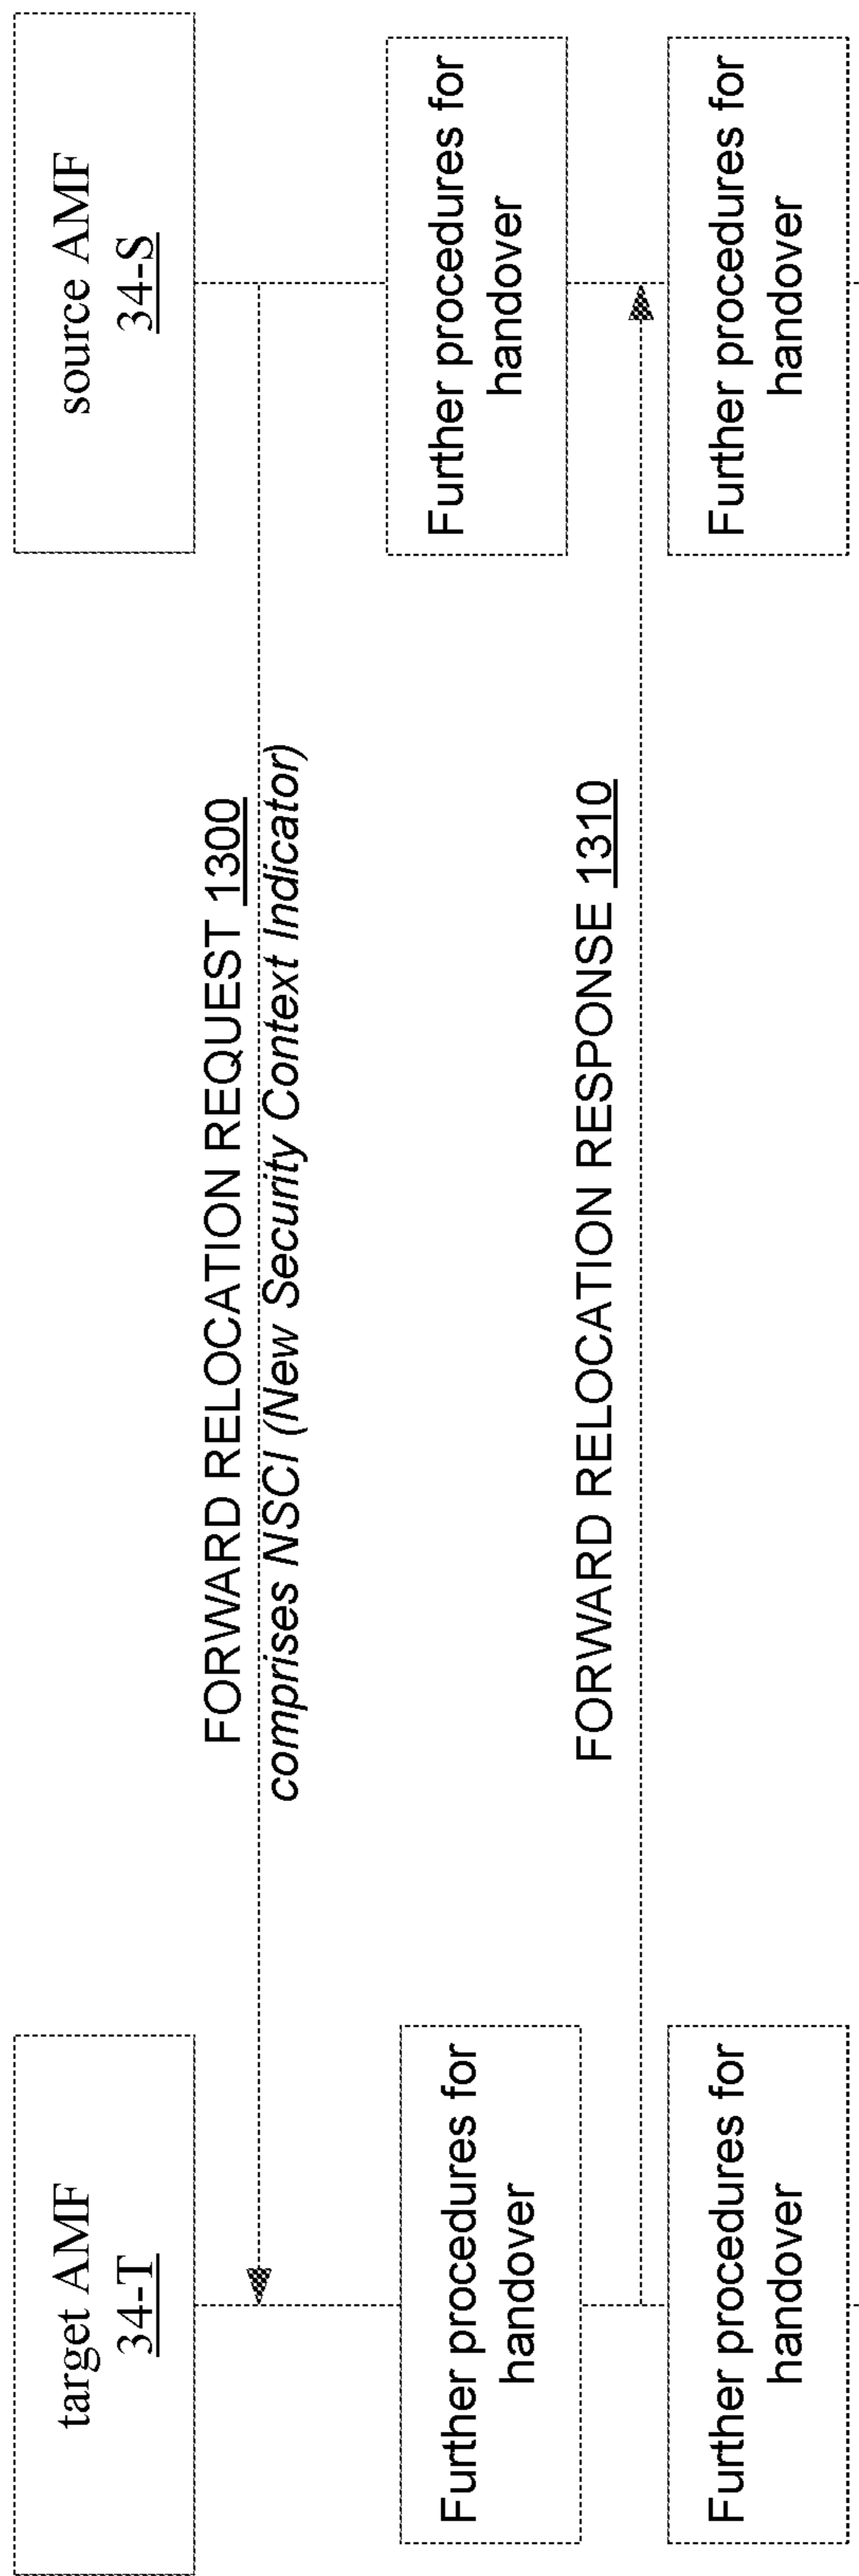 target AMF
34-T
source AMF
34-S
FORWARD RELOCATION REQUEST 1300
comprises NSCI (New Security Context Indicator)
Further procedures for
handover
Further procedures for
handover
FORWARD RELOCATION RESPONSE 1310
Further procedures for
handover
Further procedures for
handover